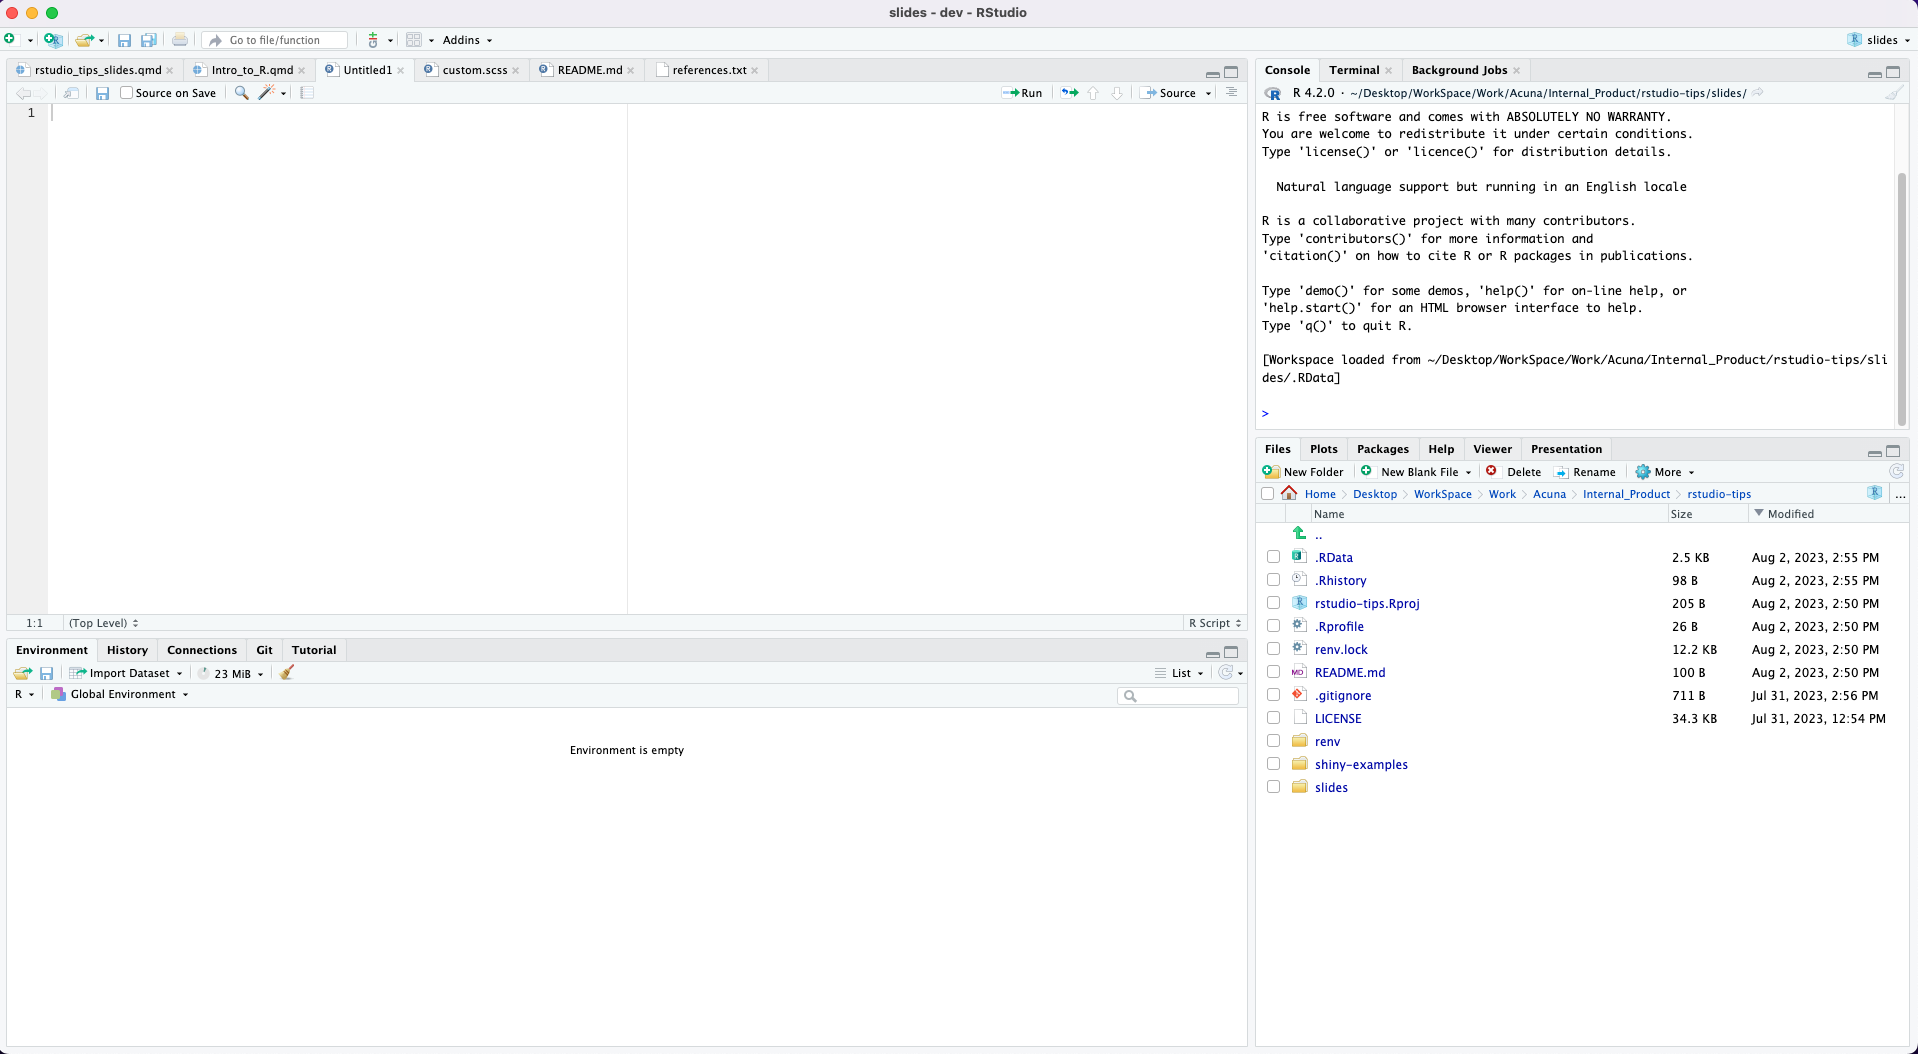 slides - dev - RStudio
Go to file/function
Addins
slides
rstudio_tips_slides.qmd
Intro_to_R.qmd
Untitled1
custom.scss
README.md
references.txt
Source on Save
Run
Source
1
1:1
(Top Level)
R Script
Environment
History
Connections
Git
Tutorial
Import Dataset
23 MiB
List
R
Global Environment
Environment is empty
Console
Terminal
Background Jobs
R 4.2.0 · ~/Desktop/WorkSpace/Work/Acuna/Internal_Product/rstudio-tips/slides/
R is free software and comes with ABSOLUTELY NO WARRANTY.
You are welcome to redistribute it under certain conditions.
Type 'license()' or 'licence()' for distribution details.
Natural language support but running in an English locale
R is a collaborative project with many contributors.
Type 'contributors()' for more information and
'citation()' on how to cite R or R packages in publications.
Type 'demo()' for some demos, 'help()' for on-line help, or
'help.start()' for an HTML browser interface to help.
Type 'q()' to quit R.
[Workspace loaded from ~/Desktop/WorkSpace/Work/Acuna/Internal_Product/rstudio-tips/sli
des/.RData]
>
Files
Plots
Packages
Help
Viewer
Presentation
New Folder
New Blank File
Delete
Rename
More
Home
Desktop
WorkSpace
Work
Acuna
Internal_Product
rstudio-tips
...
Name Size Modified
..
.RData 2.5 KB Aug 2, 2023, 2:55 PM
.Rhistory 98 B Aug 2, 2023, 2:55 PM
rstudio-tips.Rproj 205 B Aug 2, 2023, 2:50 PM
.Rprofile 26 B Aug 2, 2023, 2:50 PM
renv.lock 12.2 KB Aug 2, 2023, 2:50 PM
README.md 100 B Aug 2, 2023, 2:50 PM
.gitignore 711 B Jul 31, 2023, 2:56 PM
LICENSE 34.3 KB Jul 31, 2023, 12:54 PM
renv
shiny-examples
slides